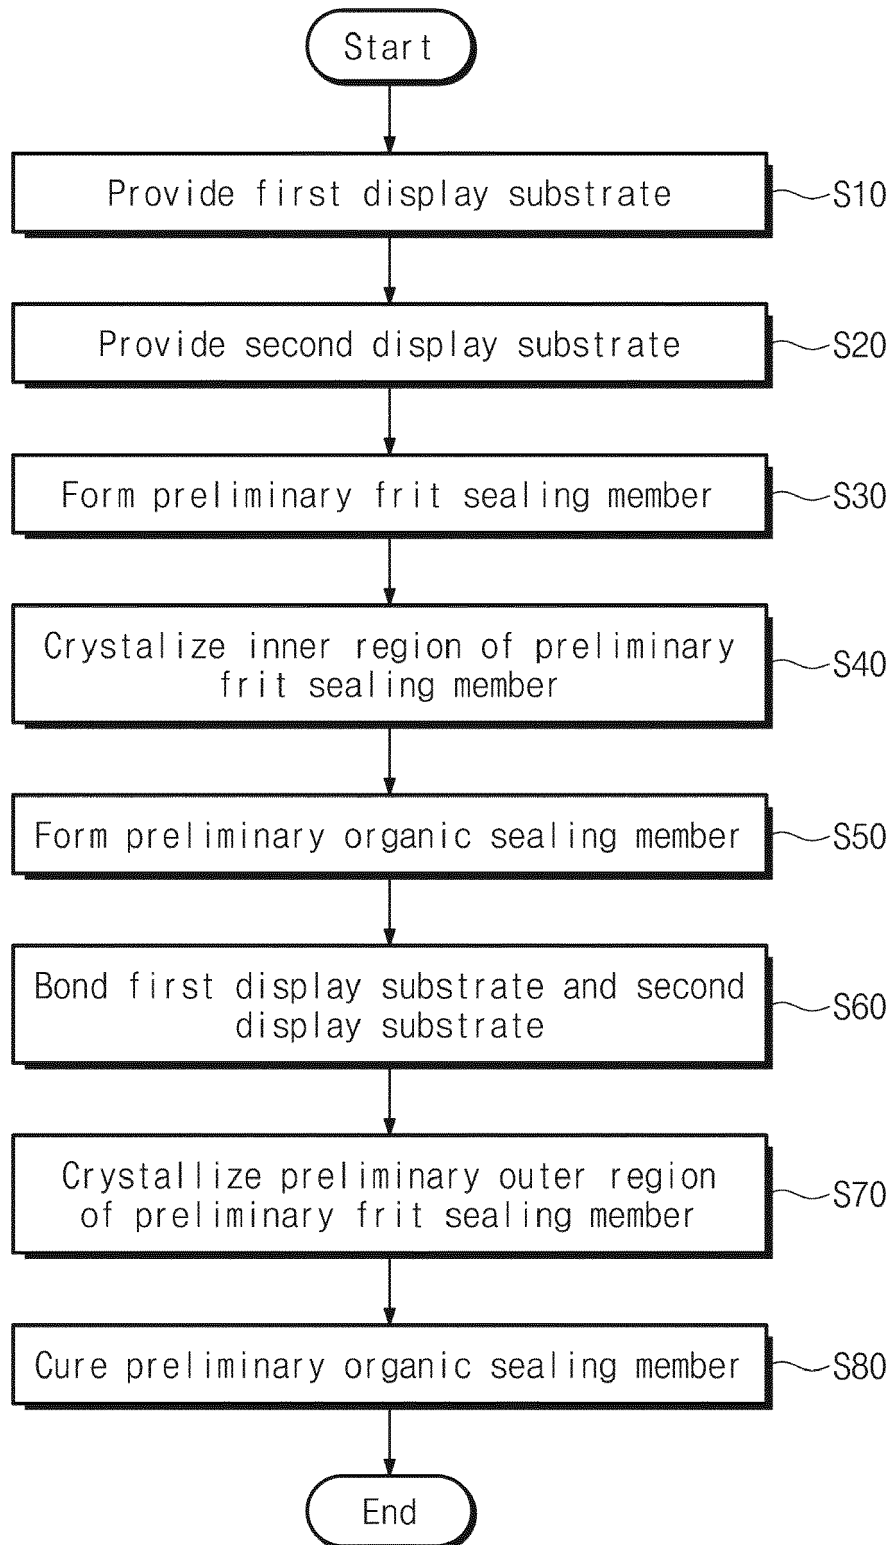 Start
Provide first display substrate
S10
Provide second display substrate
S20
Form preliminary frit sealing member
S30
Crystalize inner region of preliminary
frit sealing member
S40
Form preliminary organic sealing member
S50
Bond first display substrate and second
display substrate
S60
Crystallize preliminary outer region
of preliminary frit sealing member
S70
Cure preliminary organic sealing member
S80
End